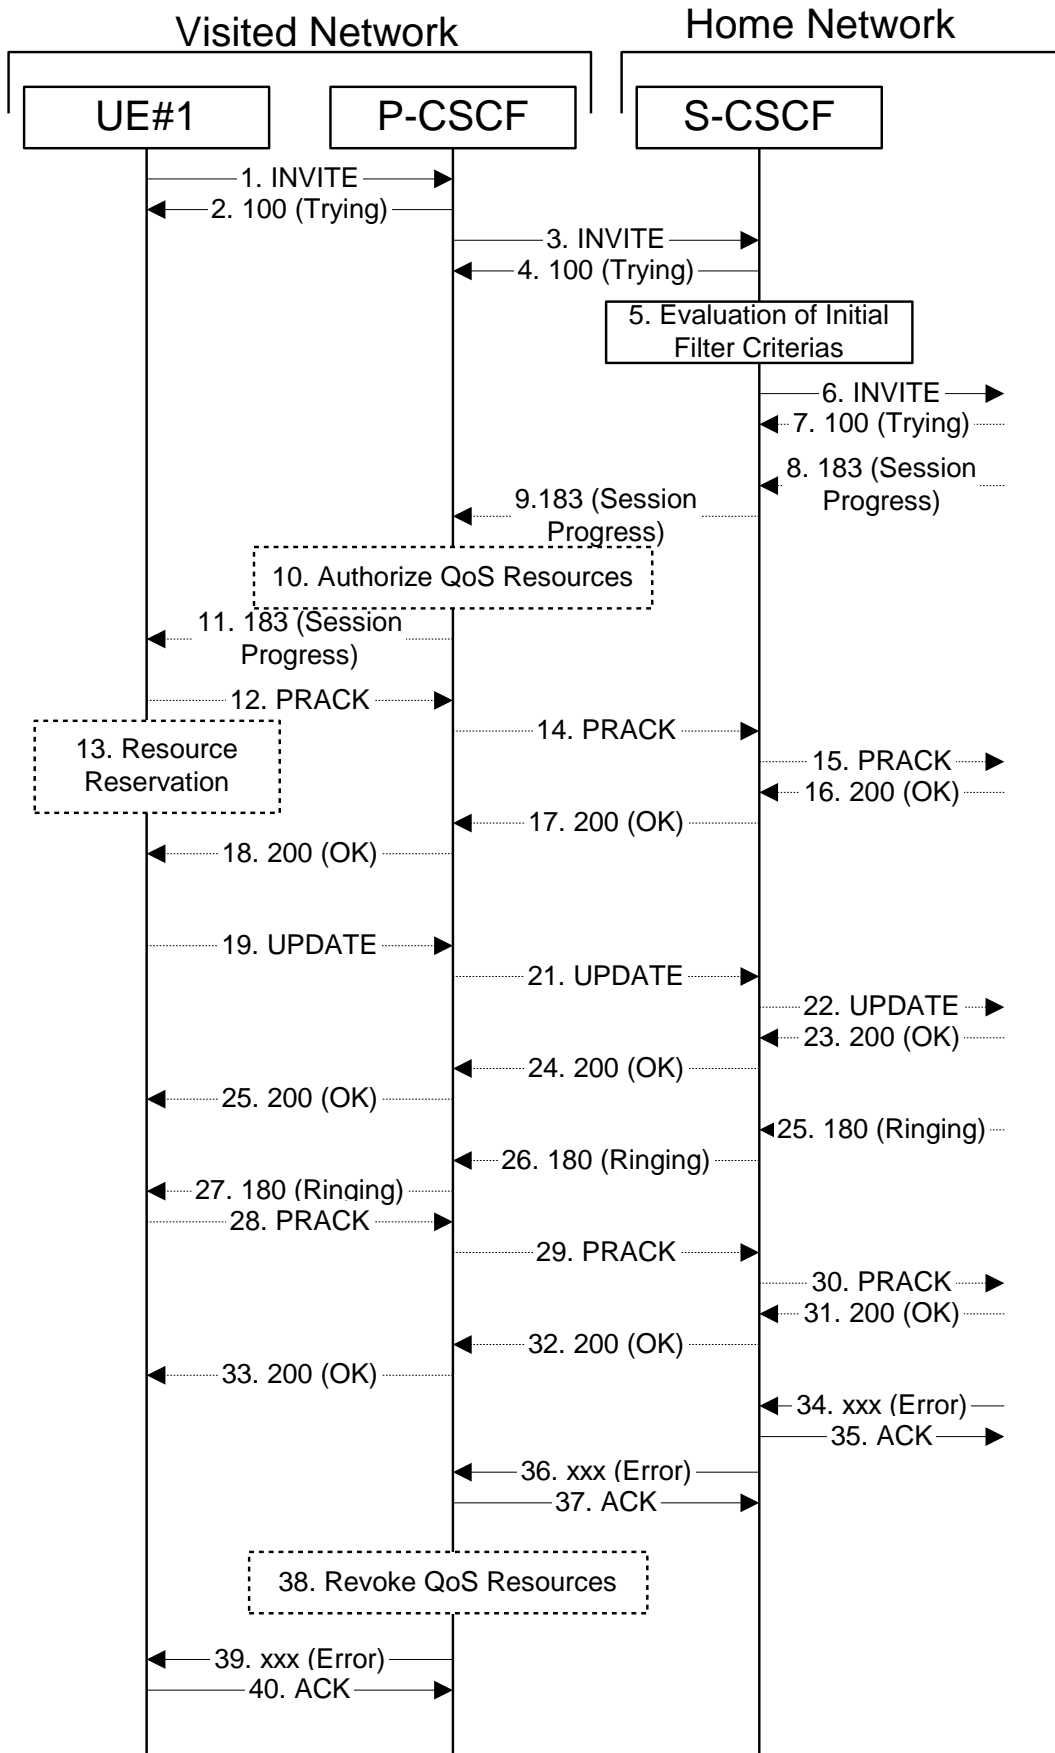 Visited Network
Home Network
UE#1
P-CSCF
S-CSCF
1. INVITE
2. 100 (Trying)
3. INVITE
4. 100 (Trying)
5. Evaluation of Initial
Filter Criterias
6. INVITE
7. 100 (Trying)
8. 183 (Session
Progress)
9.183 (Session
Progress)
10. Authorize QoS Resources
11. 183 (Session
Progress)
12. PRACK
13. Resource
Reservation
14. PRACK
15. PRACK
16. 200 (OK)
17. 200 (OK)
18. 200 (OK)
19. UPDATE
21. UPDATE
22. UPDATE
23. 200 (OK)
24. 200 (OK)
25. 200 (OK)
25. 180 (Ringing)
26. 180 (Ringing)
27. 180 (Ringing)
28. PRACK
29. PRACK
30. PRACK
31. 200 (OK)
32. 200 (OK)
33. 200 (OK)
34. xxx (Error)
35. ACK
36. xxx (Error)
37. ACK
38. Revoke QoS Resources
39. xxx (Error)
40. ACK